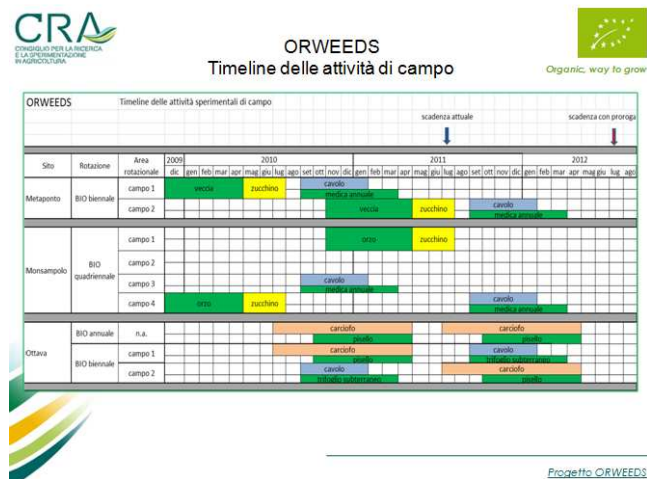 CRA
CONSIGLIO PER LA RICERCA
E LA SPERIMENTAZIONE
IN AGRICOLTURA
ORWEEDS
Timeline delle attività di campo
Organic, way to grow
ORWEEDS Timeline delle attività sperimentali di campo
scadenza attuale scadenza con proroga
Sito Rotazione Area rotazionale 2009 2010 2011 2012
dic gen feb mar apr mag giu lug ago set ott nov dic gen feb mar apr mag giu lug ago set ott nov dic gen feb mar apr mag giu lug ago
Metaponto BIO biennale campo 1 veccia zucchino cavolo
medica annuale
campo 2 veccia zucchino cavolo
medica annuale
Monsampolo BIO quadriennale campo 1 orzo zucchino
campo 2
campo 3 cavolo
medica annuale
campo 4 orzo zucchino cavolo
medica annuale
Ottava BIO annuale n.a. carciofo carciofo
pisello pisello
BIO biennale campo 1 carciofo cavolo
pisello trifoglio subterraneo
campo 2 cavolo carciofo
trifoglio subterraneo pisello
Progetto ORWEEDS